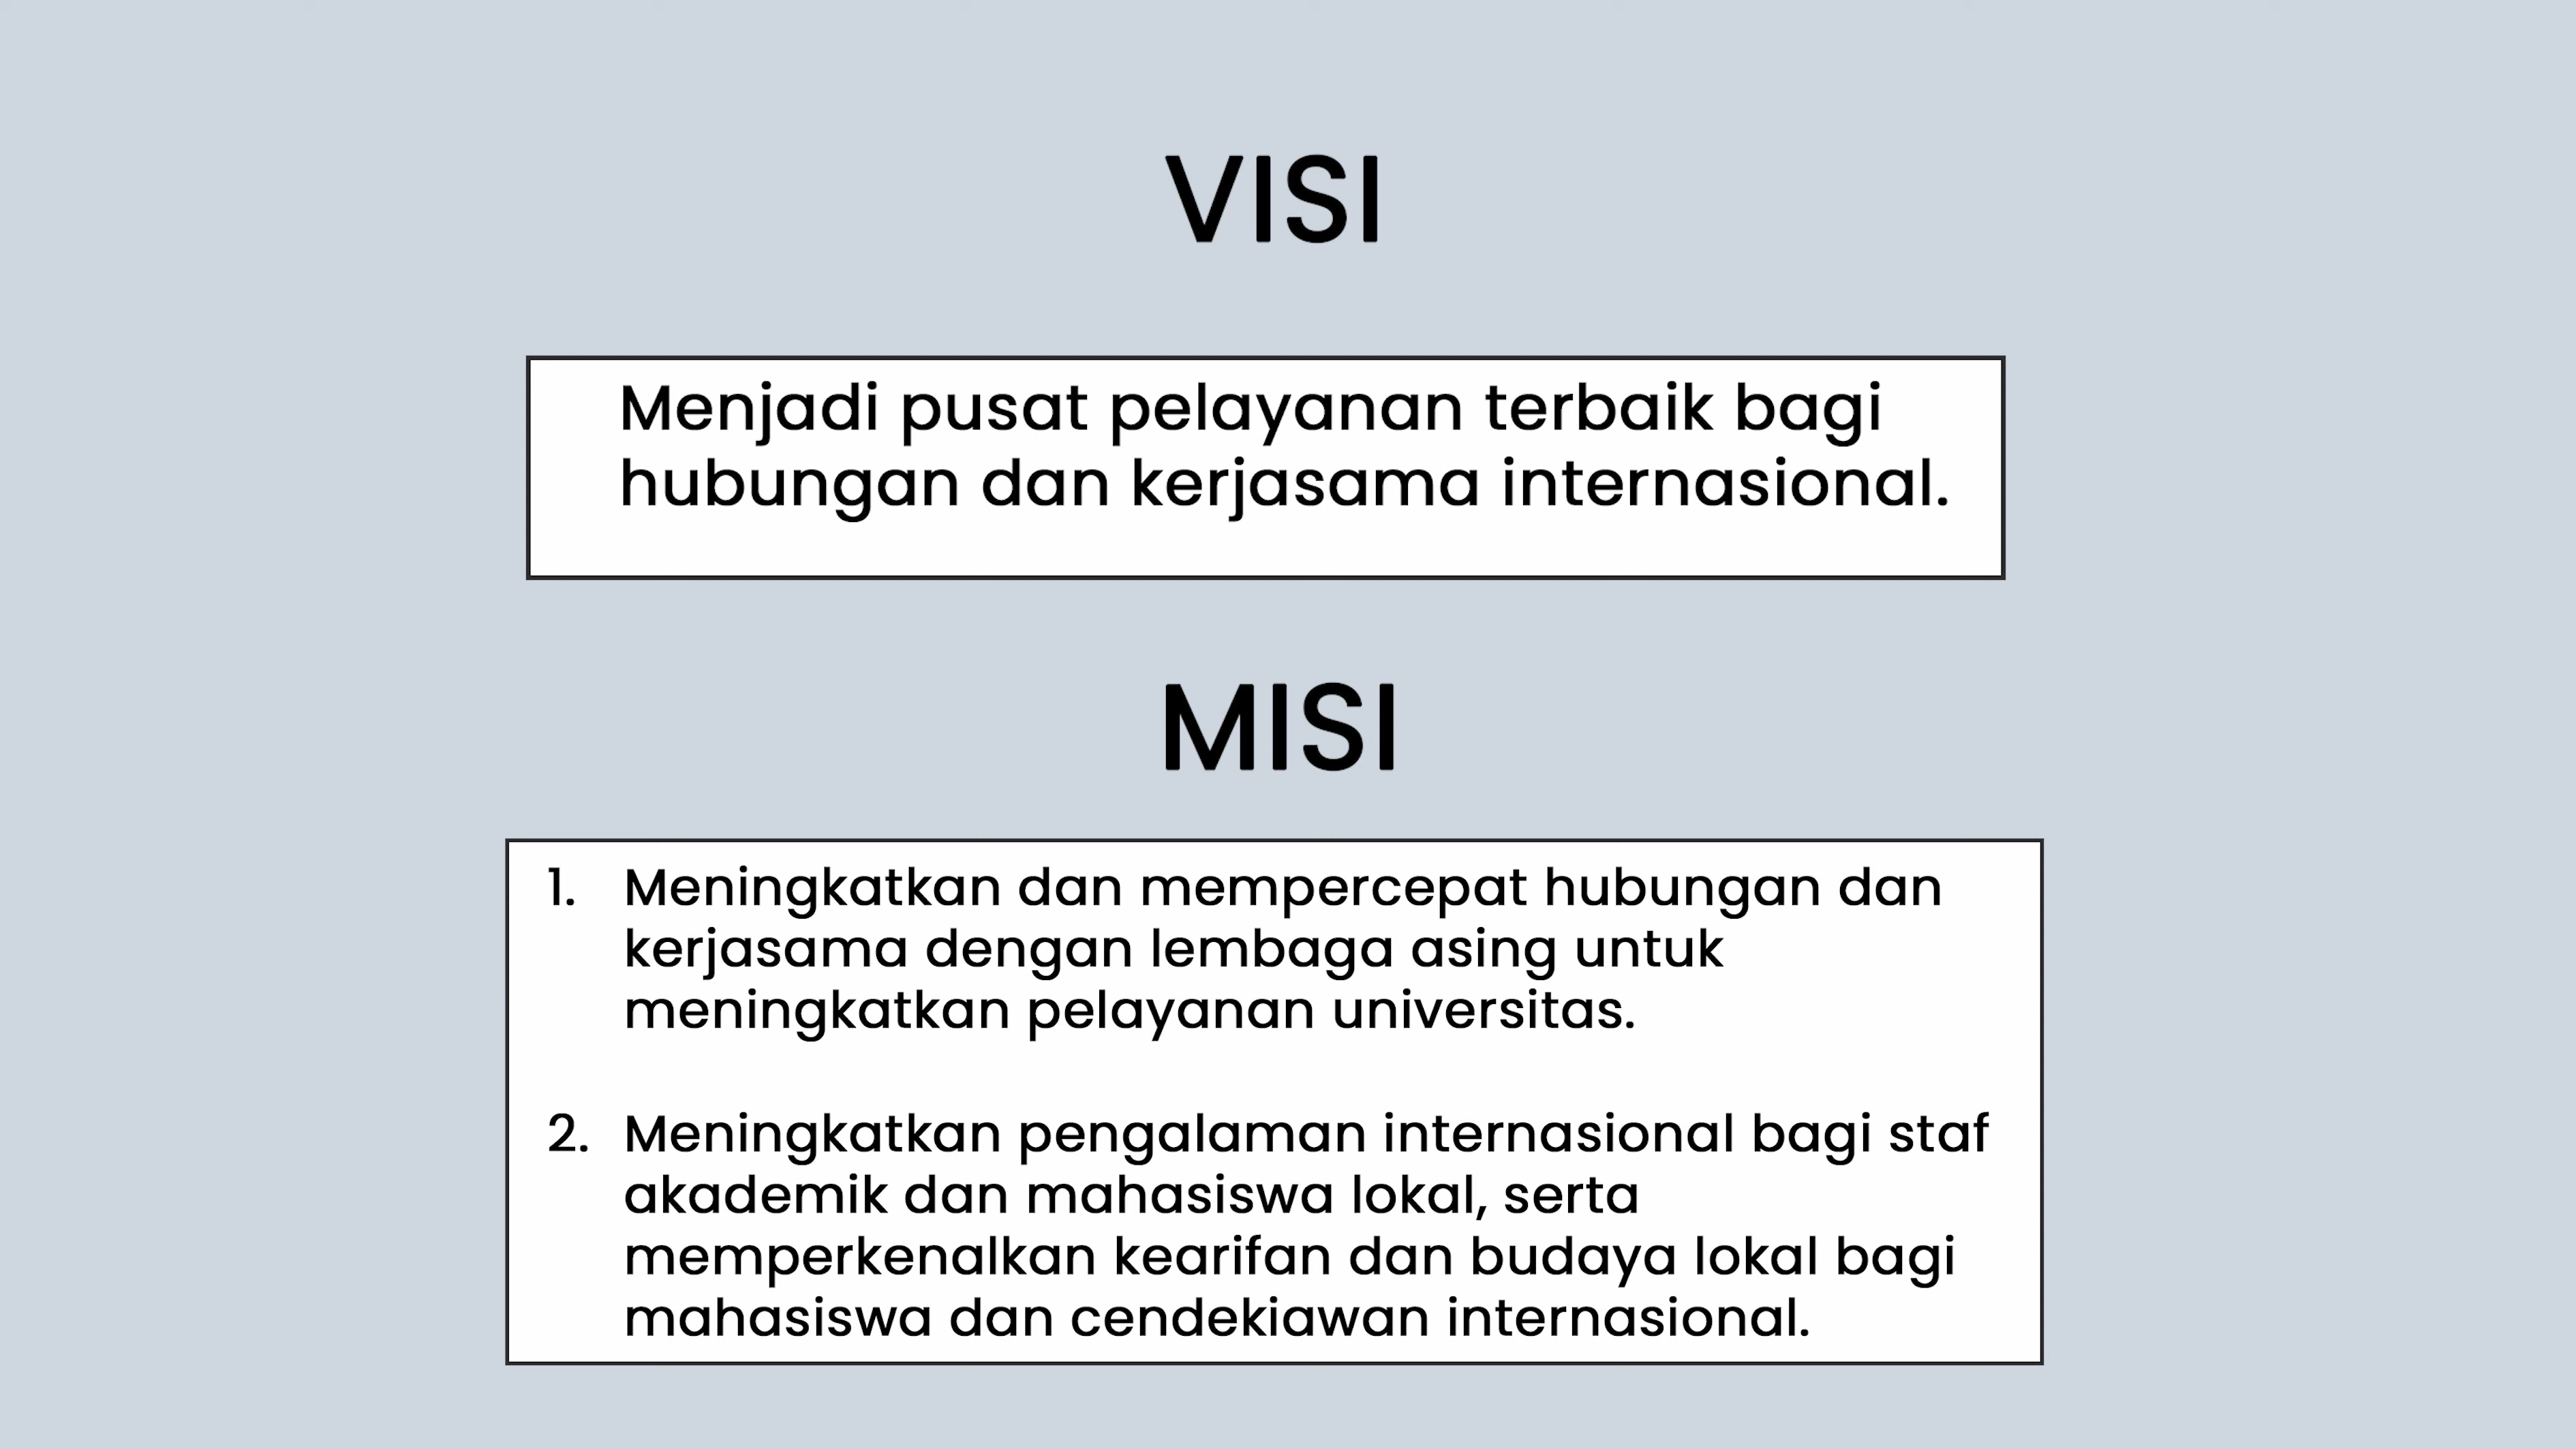 VISI
Menjadi pusat pelayanan terbaik bagi
hubungan dan kerjasama internasional.
MISI
1. Meningkatkan dan mempercepat hubungan dan
kerjasama dengan lembaga asing untuk
meningkatkan pelayanan universitas.
2. Meningkatkan pengalaman internasional bagi staf
akademik dan mahasiswa lokal, serta
memperkenalkan kearifan dan budaya lokal bagi
mahasiswa dan cendekiawan internasional.